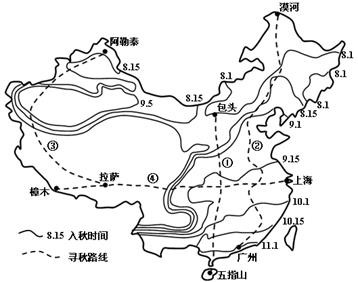 漠河
阿勒泰
8.15
8.1
8.1
8.15
8.1
包头
8.1
8.15
9.1
9.5
③
①
②
9.15
拉萨
④
上海
樟木
10.1
10.15
11.1
广州
8.15 入秋时间
寻秋路线
五指山